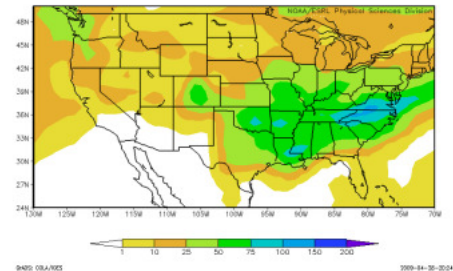 NOAA/ESRL Physical Sciences Division
48N
45N
42N
39N
36N
33N
30N
27N
24N
130W 125W 120W 115W 110W 105W 100W 95W 90W 85W 80W 75W 70W
1 10 25 50 75 100 150 200
GrADS: COLA/IGES